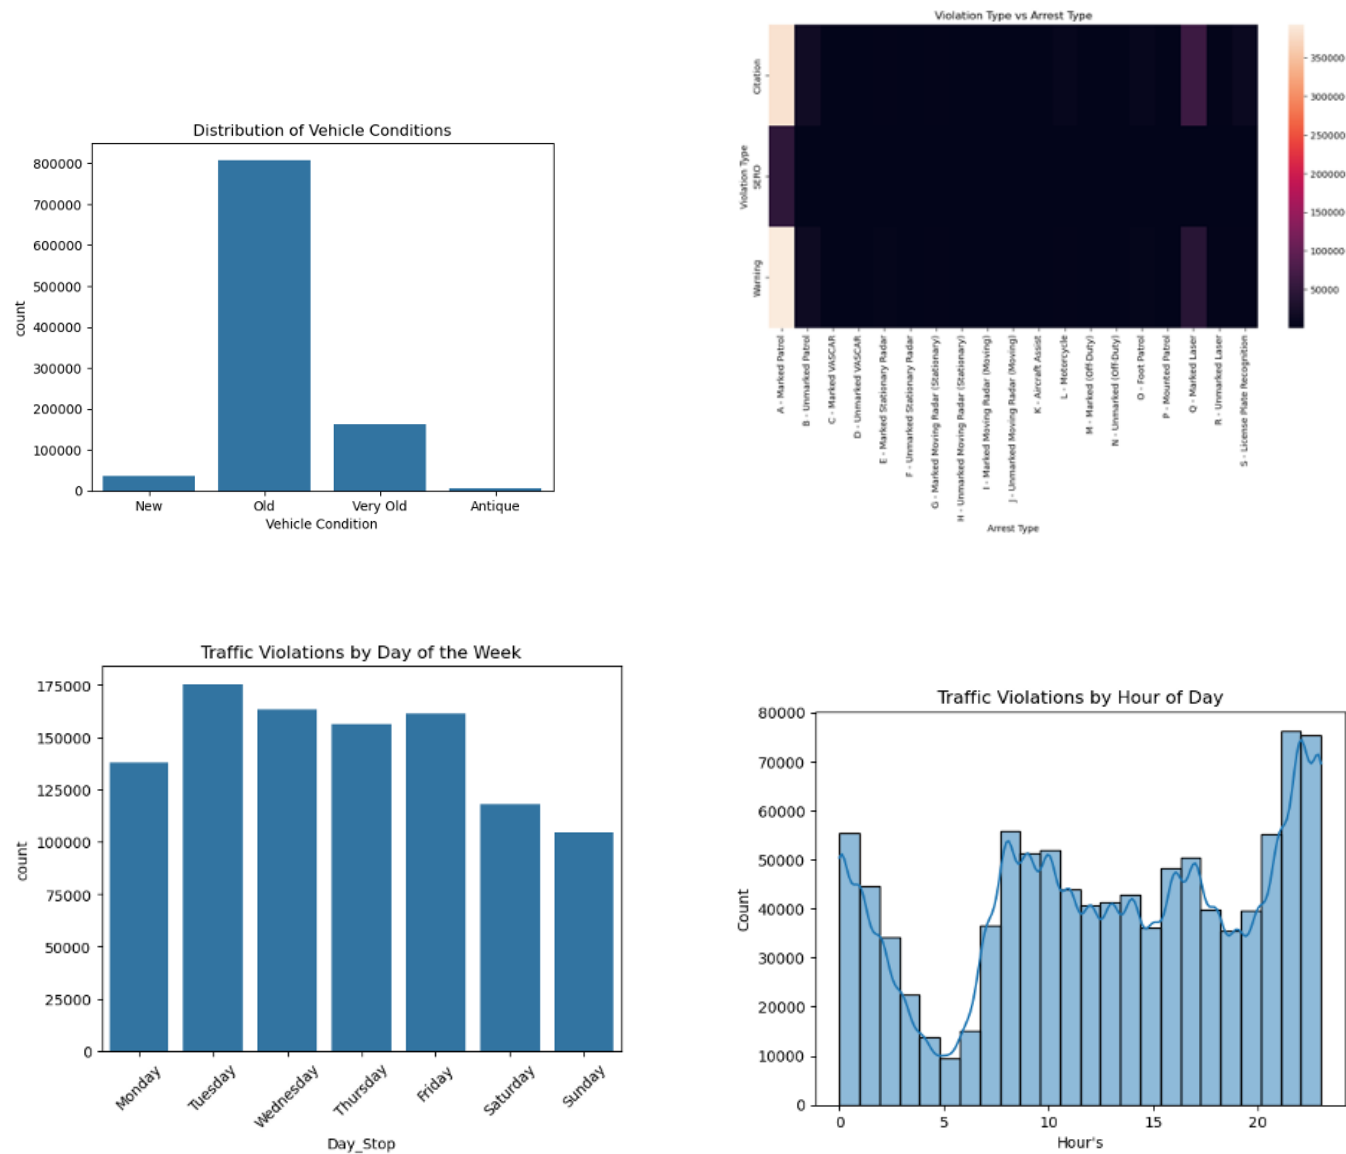 Distribution of Vehicle Conditions
800000
700000
600000
500000
400000
300000
200000
100000
0
count
New
Old
Very Old
Antique
Vehicle Condition
Violation Type vs Arrest Type
Citation
SERO
Warning
Violation Type
A - Marked Patrol
B - Unmarked Patrol
C - Marked VASCAR
D - Unmarked VASCAR
E - Marked Stationary Radar
F - Unmarked Stationary Radar
G - Marked Moving Radar (Stationary)
H - Unmarked Moving Radar (Stationary)
I - Marked Moving Radar (Moving)
J - Unmarked Moving Radar (Moving)
K - Aircraft Assist
L - Motorcycle
M - Marked (Off-Duty)
N - Unmarked (Off-Duty)
O - Foot Patrol
P - Mounted Patrol
Q - Marked Laser
R - Unmarked Laser
S - License Plate Recognition
Arrest Type
350000
300000
250000
200000
150000
100000
50000
Traffic Violations by Day of the Week
175000
150000
125000
100000
75000
50000
25000
0
count
Monday
Tuesday
Wednesday
Thursday
Friday
Saturday
Sunday
Day_Stop
Traffic Violations by Hour of Day
80000
70000
60000
50000
40000
30000
20000
10000
0
Count
0
5
10
15
20
Hour's